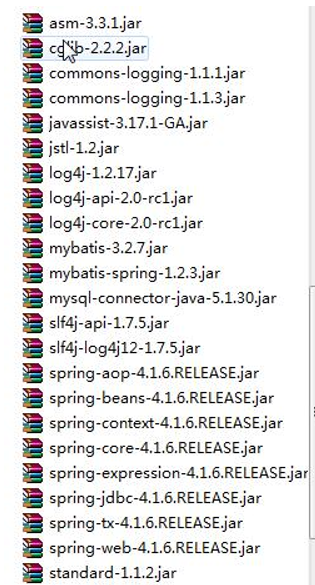 asm-3.3.1.jar
cglib-2.2.2.jar
commons-logging-1.1.1.jar
commons-logging-1.1.3.jar
javassist-3.17.1-GA.jar
jstl-1.2.jar
log4j-1.2.17.jar
log4j-api-2.0-rc1.jar
log4j-core-2.0-rc1.jar
mybatis-3.2.7.jar
mybatis-spring-1.2.3.jar
mysql-connector-java-5.1.30.jar
slf4j-api-1.7.5.jar
slf4j-log4j12-1.7.5.jar
spring-aop-4.1.6.RELEASE.jar
spring-beans-4.1.6.RELEASE.jar
spring-context-4.1.6.RELEASE.jar
spring-core-4.1.6.RELEASE.jar
spring-expression-4.1.6.RELEASE.jar
spring-jdbc-4.1.6.RELEASE.jar
spring-tx-4.1.6.RELEASE.jar
spring-web-4.1.6.RELEASE.jar
standard-1.1.2.jar